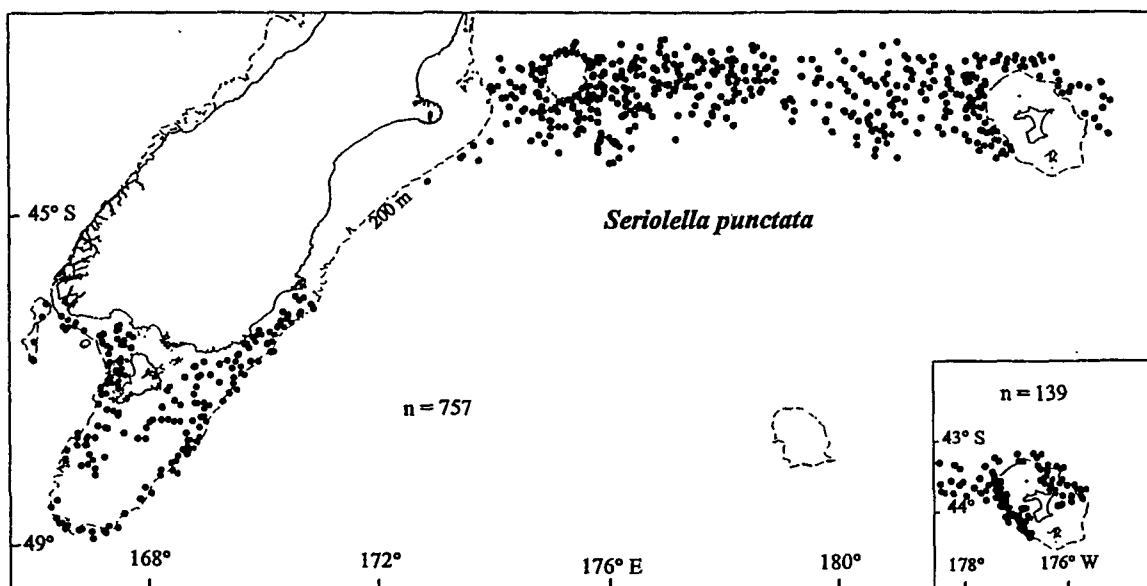 45° S
200 m
Seriolella punctata
n = 757
n = 139
43° S
44°
178°
176° W
49°
168°
172°
176° E
180°